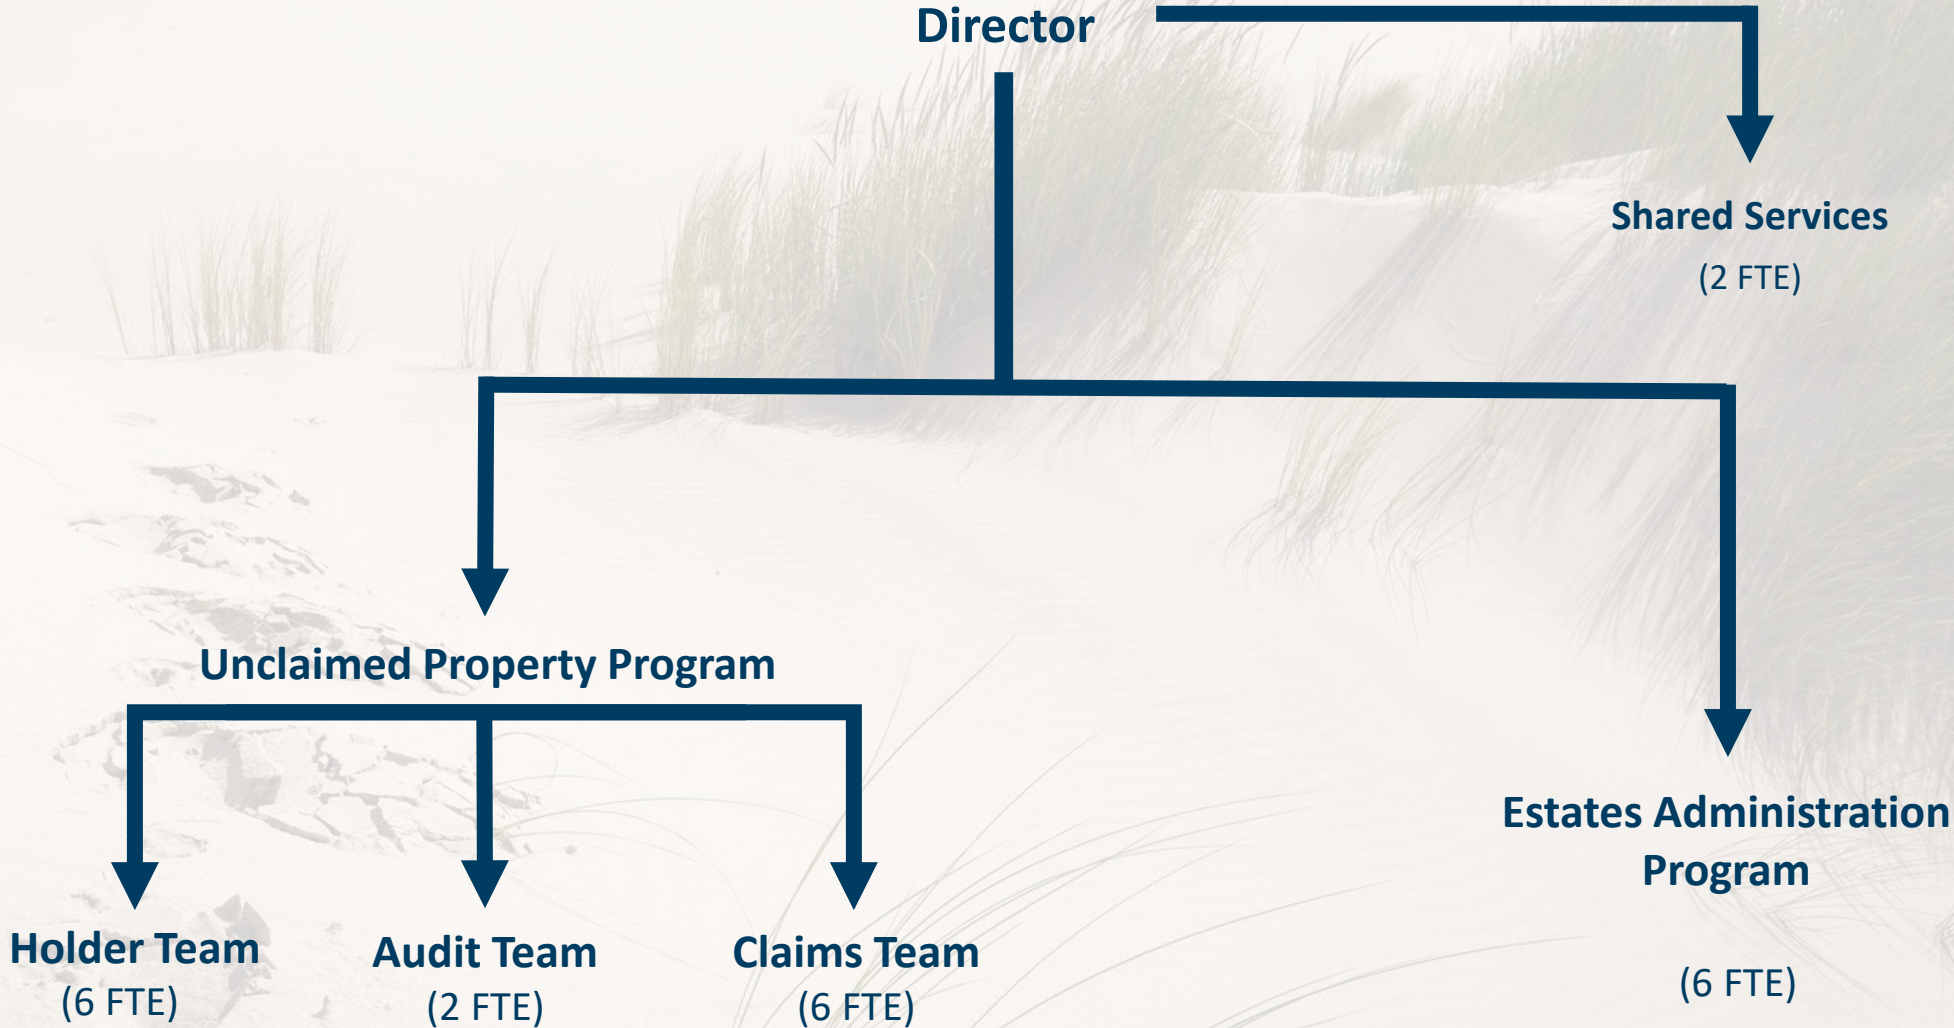 Director
Shared Services
(2 FTE)
Unclaimed Property Program
Estates Administration
Program
(6 FTE)
Holder Team
(6 FTE)
Audit Team
(2 FTE)
Claims Team
(6 FTE)